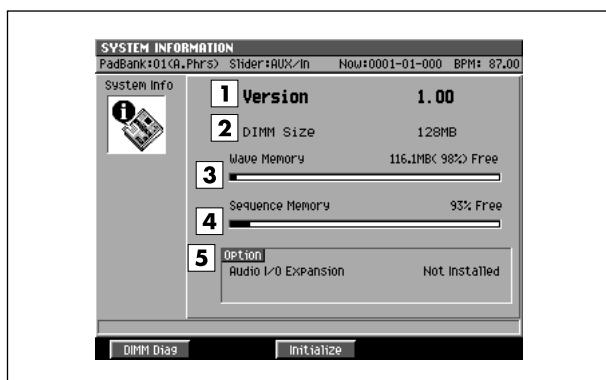 SYSTEM INFORMATION
PadBank:01(A.Phrs) Slider:AUX/In Now:0001-01-000 BPM: 87.00
System Info
1 Version 1.00
2 DIMM Size 128MB
Wave Memory 116.1MB( 98%) Free
3
Sequence Memory 93% Free
4
5 Option
Audio I/O Expansion Not Installed
DIMM Diag Initialize